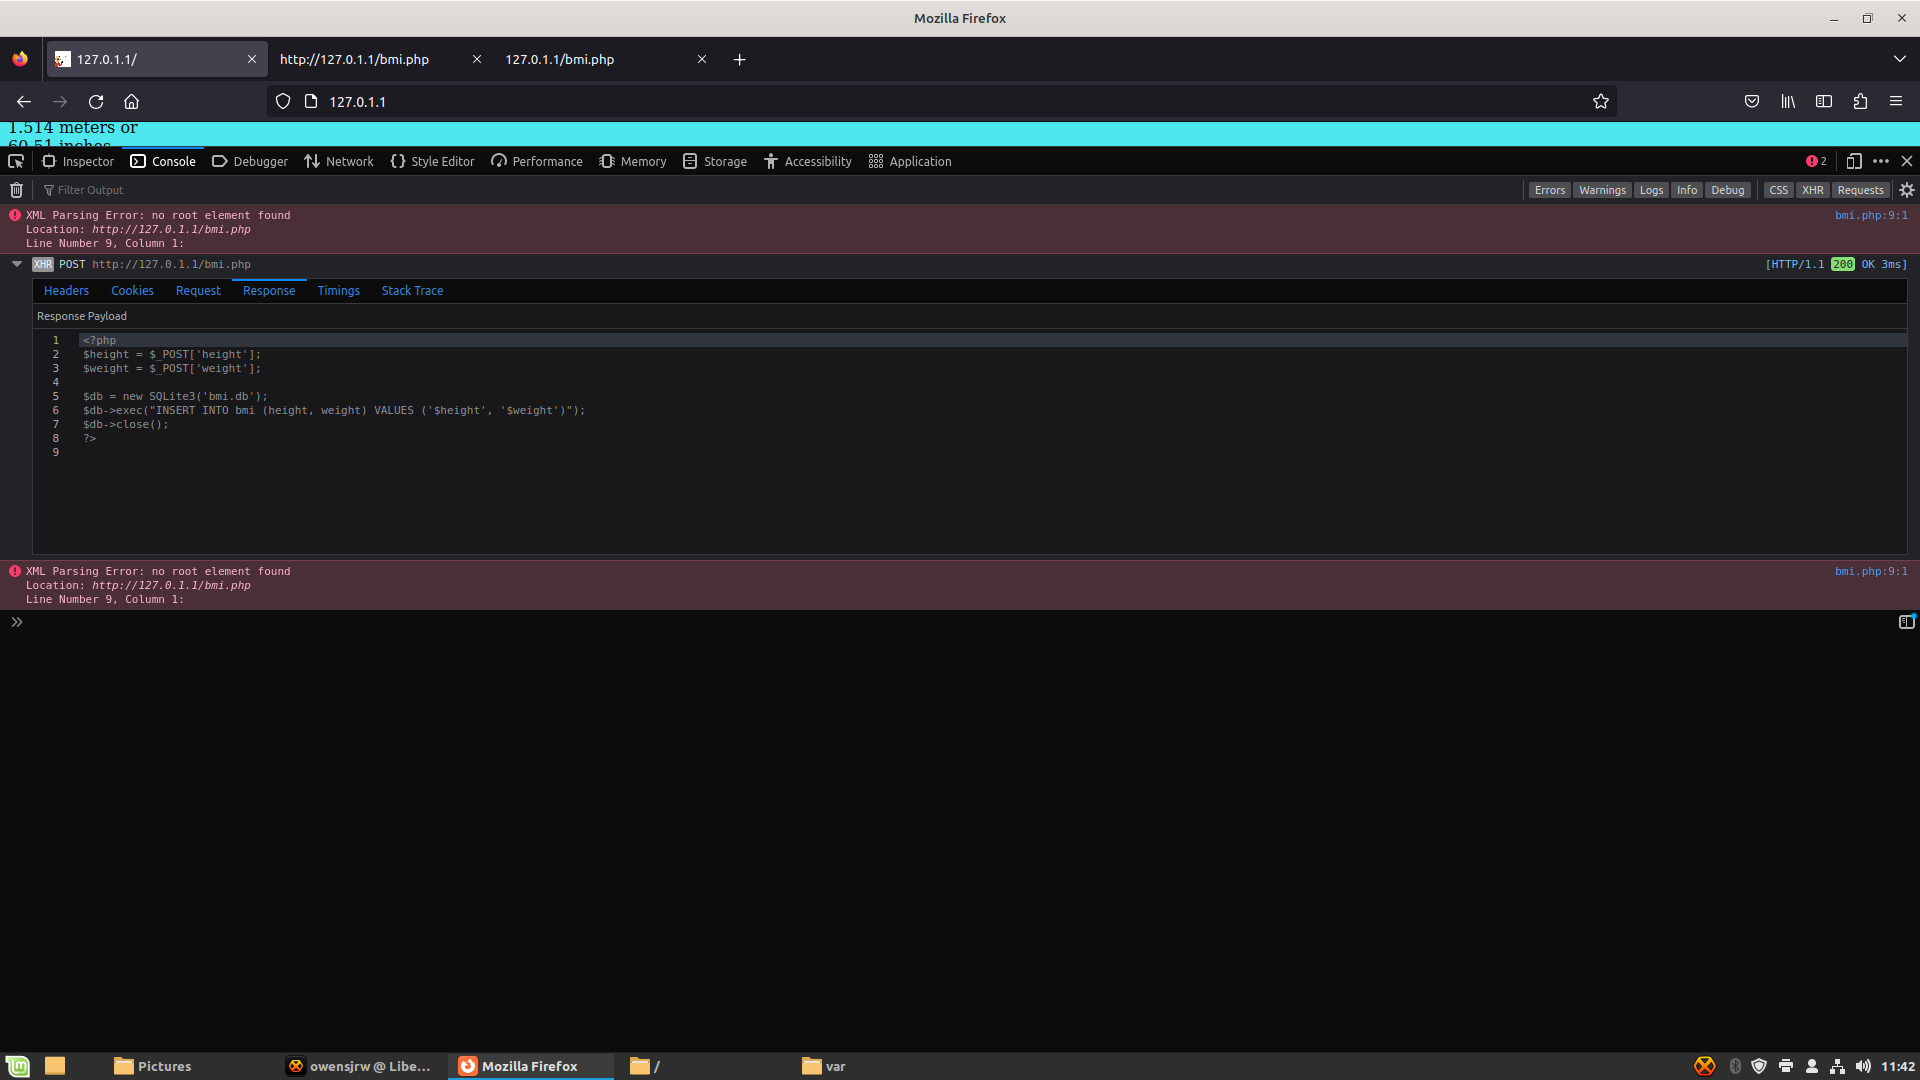 Mozilla Firefox
127.0.1.1/
http://127.0.1.1/bmi.php
127.0.1.1/bmi.php
127.0.1.1
1.514 meters or
60.51 inches
Inspector Console Debugger Network Style Editor Performance Memory Storage Accessibility Application 2
Filter Output Errors Warnings Logs Info Debug CSS XHR Requests
XML Parsing Error: no root element found bmi.php:9:1
Location: http://127.0.1.1/bmi.php
Line Number 9, Column 1:
XHR POST http://127.0.1.1/bmi.php [HTTP/1.1 200 OK 3ms]
Headers Cookies Request Response Timings Stack Trace
Response Payload
1 <?php
2 $height = $_POST['height'];
3 $weight = $_POST['weight'];
4
5 $db = new SQLite3('bmi.db');
6 $db->exec("INSERT INTO bmi (height, weight) VALUES ('$height', '$weight')");
7 $db->close();
8 ?>
9
XML Parsing Error: no root element found bmi.php:9:1
Location: http://127.0.1.1/bmi.php
Line Number 9, Column 1:
Pictures owensjrw @ Libe... Mozilla Firefox / var 11:42